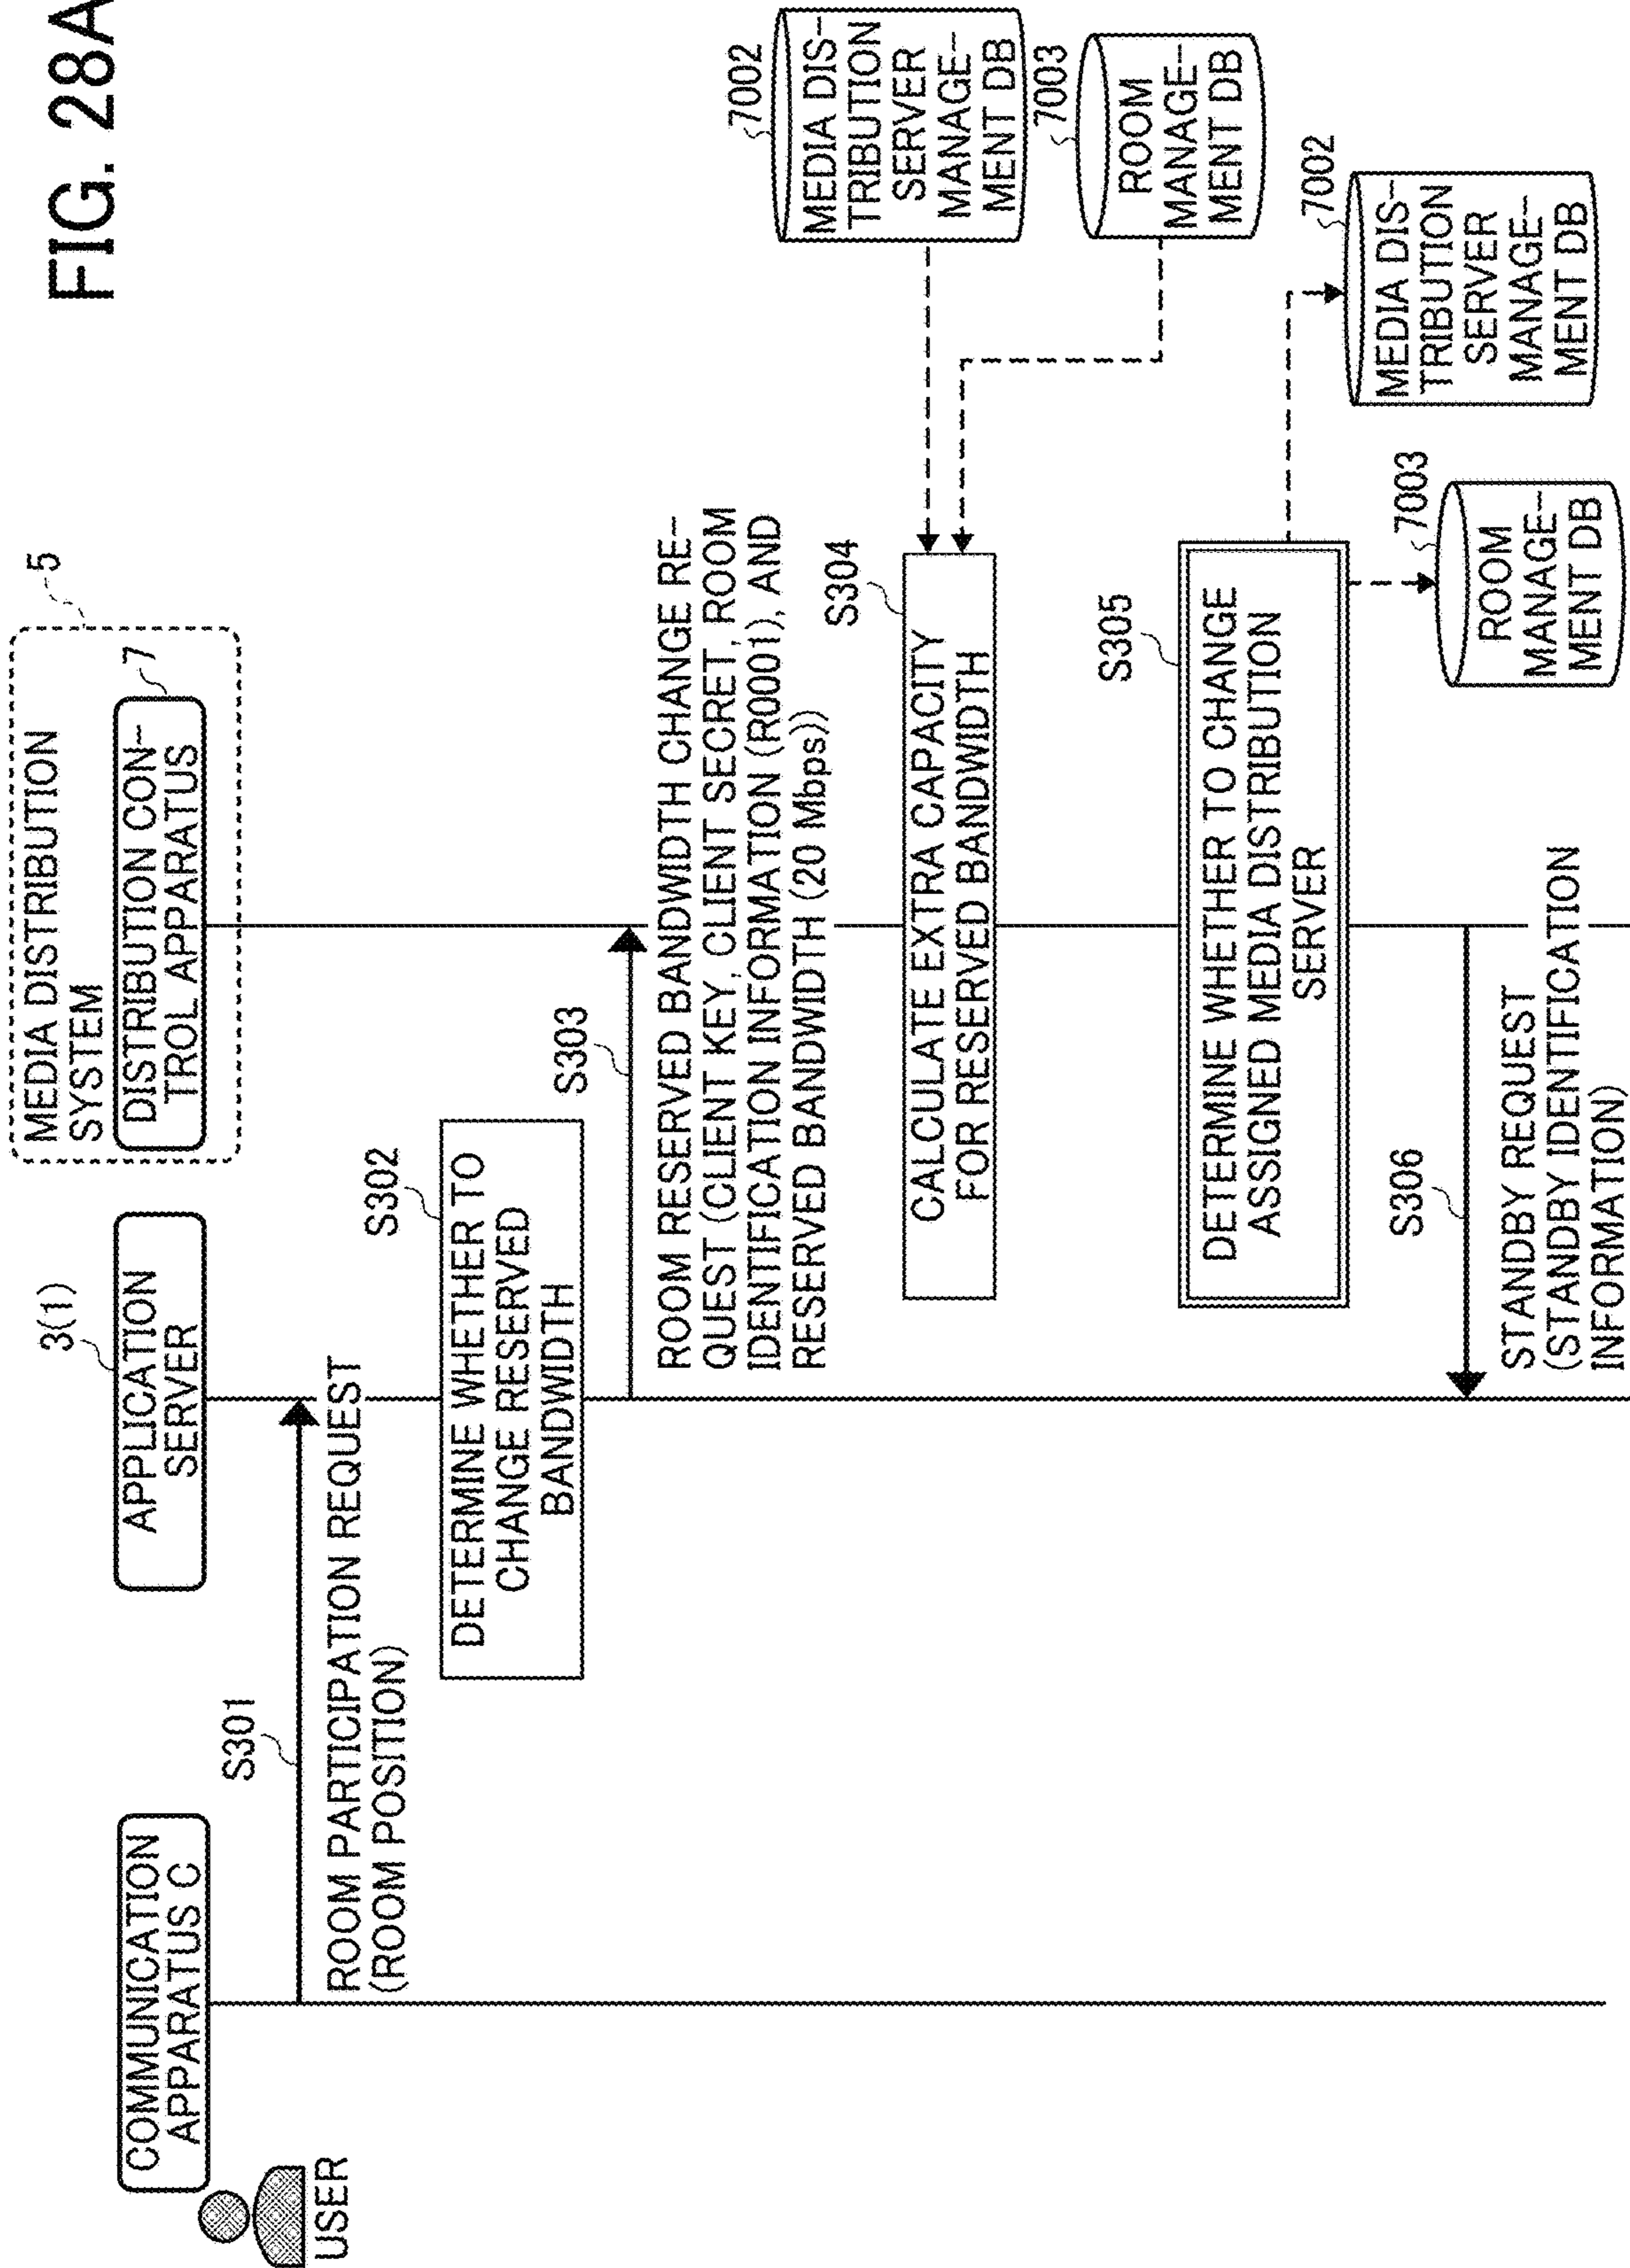 FIG. 28A
MEDIA DISTRIBUTION
SYSTEM
5
DISTRIBUTION CON-
TROL APPARATUS
7
APPLICATION
SERVER
3(1)
COMMUNICATION
APPARATUS C
USER
S301
ROOM PARTICIPATION REQUEST
(ROOM POSITION)
S302
DETERMINE WHETHER TO
CHANGE RESERVED
BANDWIDTH
S303
ROOM RESERVED BANDWIDTH CHANGE RE-
QUEST (CLIENT KEY, CLIENT SECRET, ROOM
IDENTIFICATION INFORMATION (R0001), AND
RESERVED BANDWIDTH (20 Mbps))
7002
MEDIA DIS-
TRIBUTION
SERVER
MANAGE-
MENT DB
7003
ROOM
MANAGE-
MENT DB
S304
CALCULATE EXTRA CAPACITY
FOR RESERVED BANDWIDTH
S305
DETERMINE WHETHER TO CHANGE
ASSIGNED MEDIA DISTRIBUTION
SERVER
7002
MEDIA DIS-
TRIBUTION
SERVER
MANAGE-
MENT DB
7003
ROOM
MANAGE-
MENT DB
S306
STANDBY REQUEST
(STANDBY IDENTIFICATION
INFORMATION)